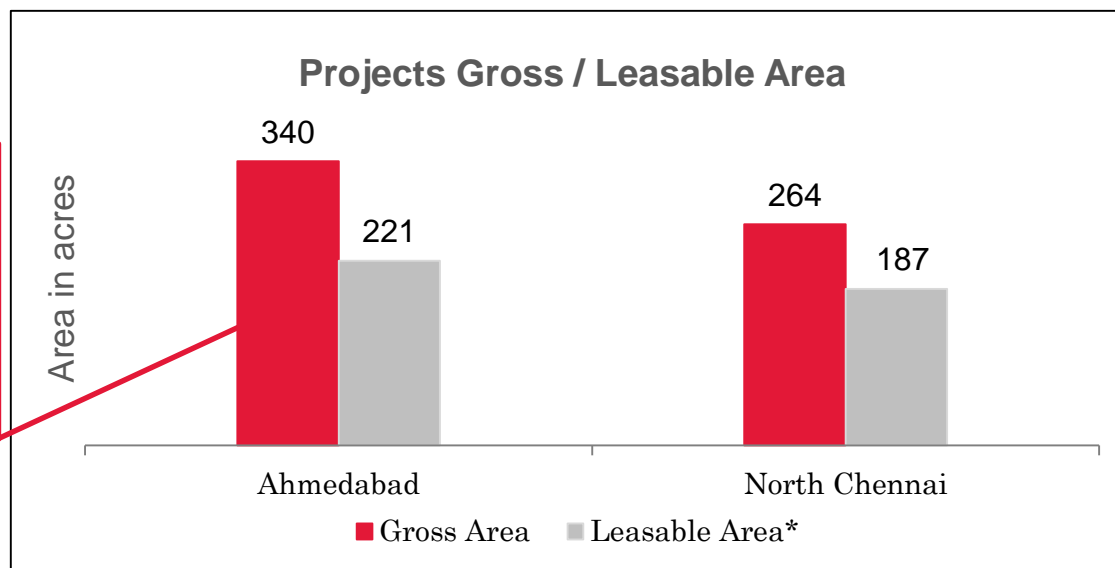 Projects Gross / Leasable Area
Area in acres
340
221
264
187
Ahmedabad
North Chennai
Gross Area
Leasable Area*